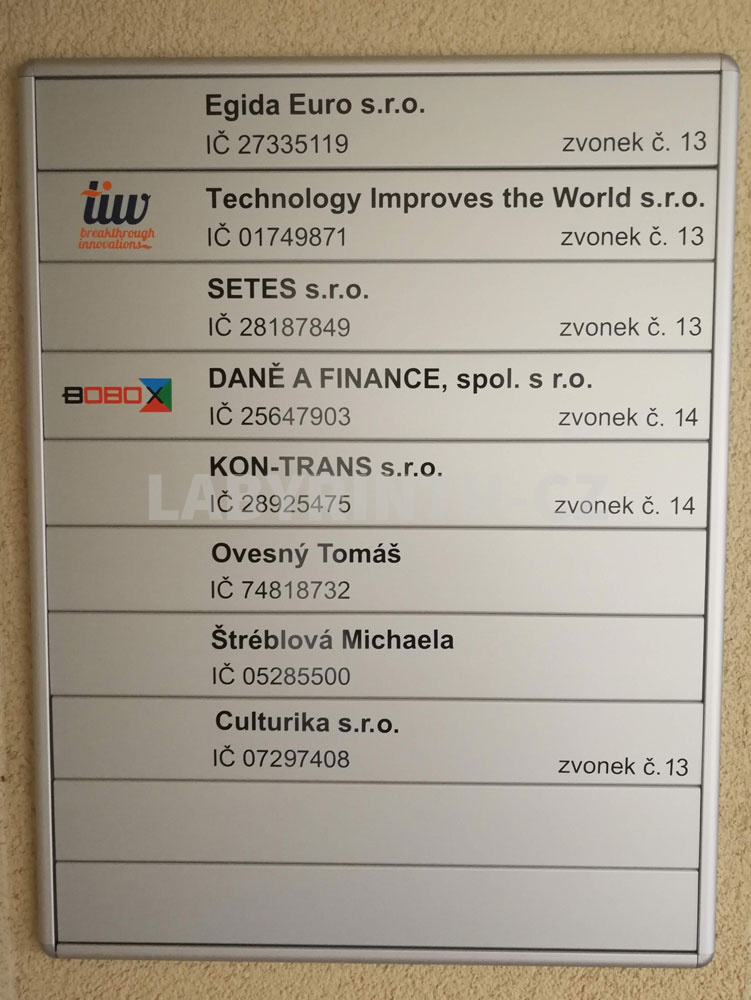 Egida Euro s.r.o.
IČ 27335119 zvonek č. 13
tiw
breakthrough
innovations
Technology Improves the World s.r.o.
IČ 01749871 zvonek č. 13
SETES s.r.o.
IČ 28187849 zvonek č. 13
BOBOX
DANĚ A FINANCE, spol. s r.o.
IČ 25647903 zvonek č. 14
KON-TRANS s.r.o.
LABYRINTH-CZ
IČ 28925475 zvonek č. 14
Ovesný Tomáš
IČ 74818732
Štréblová Michaela
IČ 05285500
Culturika s.r.o.
IČ 07297408 zvonek č.13